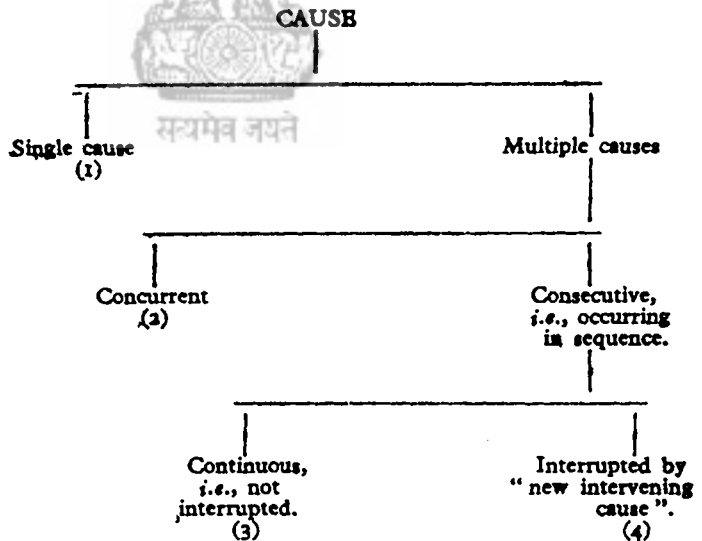 CAUSE
सत्यमेव जयते
Single cause
(1)
Multiple causes
Concurrent
(2)
Consecutive,
i.e., occurring
in sequence.
Continuous,
i.e., not
interrupted.
(3)
Interrupted by
“ new intervening
cause ”.
(4)